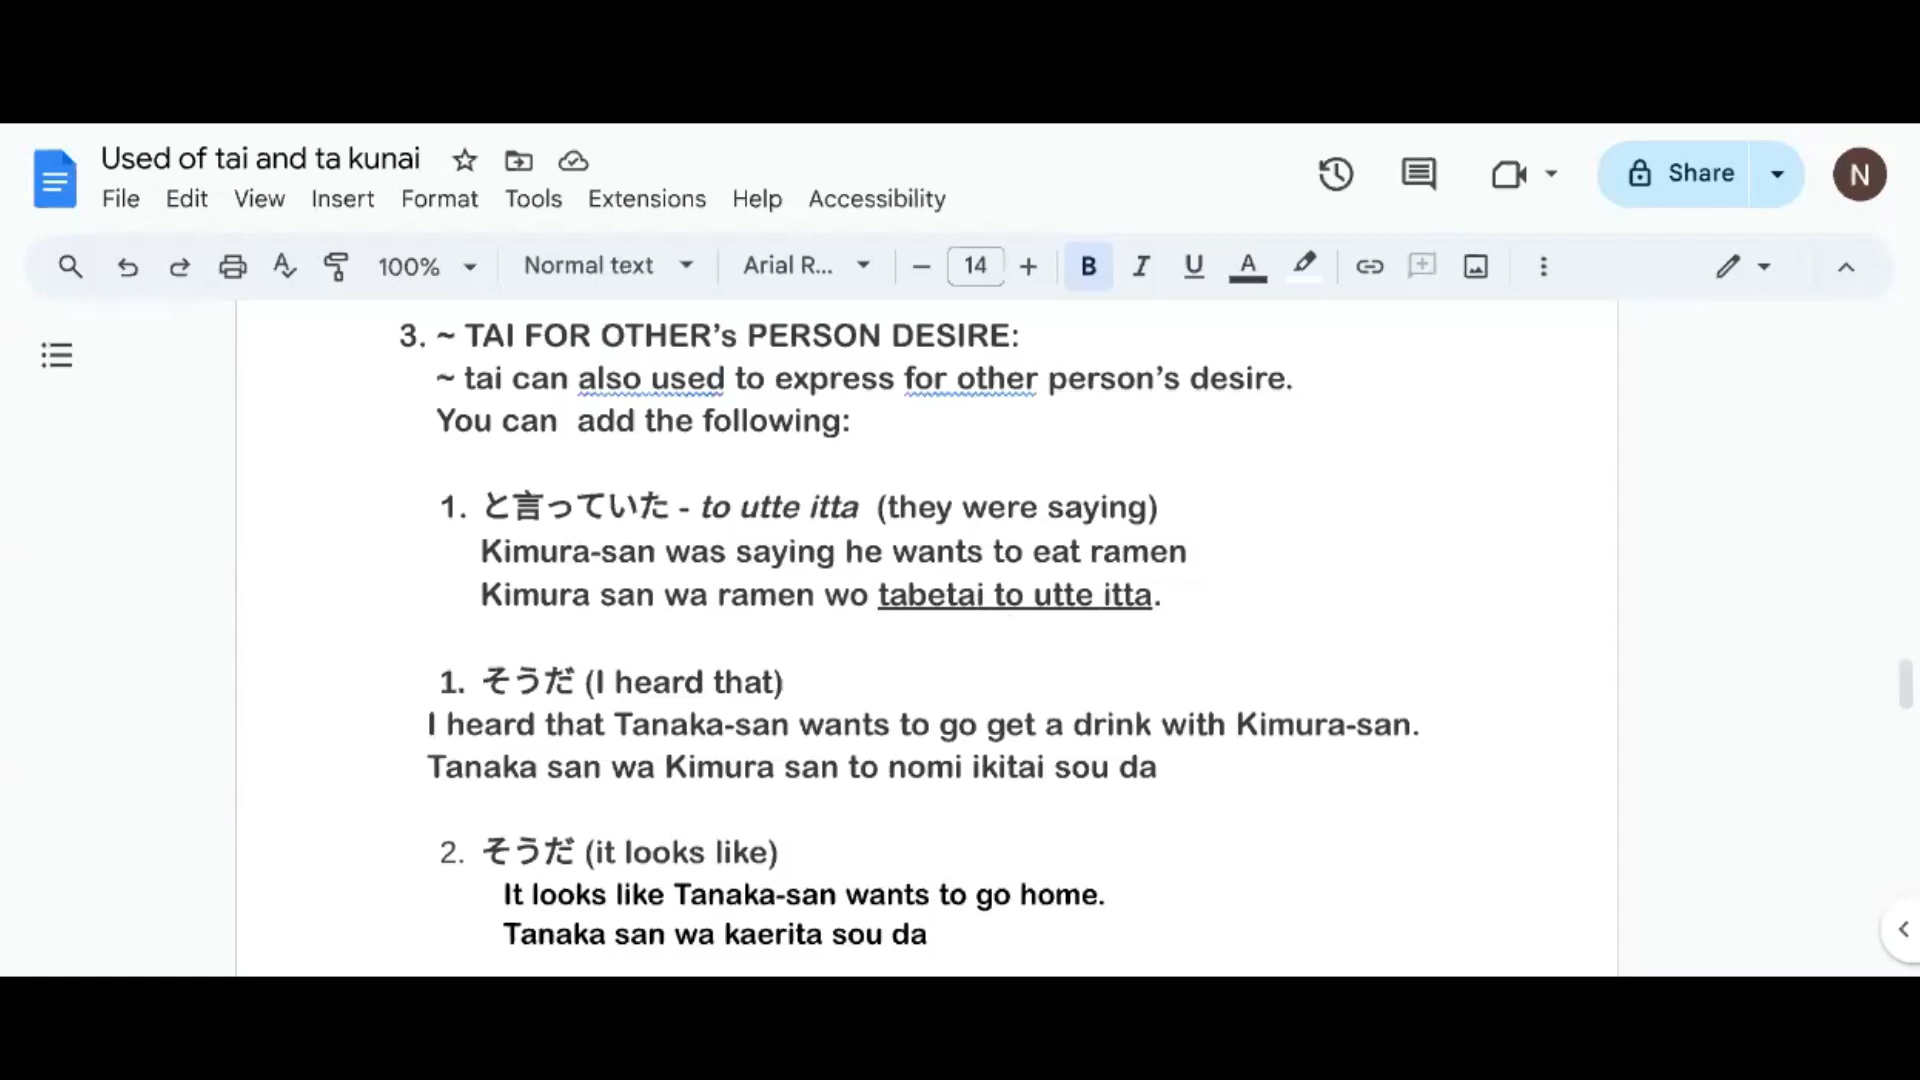 Used of tai and ta kunai
File Edit View Insert Format Tools Extensions Help Accessibility
Share
N
100% Normal text Arial R... 14 B I U A
3. ~ TAI FOR OTHER's PERSON DESIRE:
~ tai can also used to express for other person's desire.
You can add the following:
1. と言っていた - to utte itta (they were saying)
Kimura-san was saying he wants to eat ramen
Kimura san wa ramen wo tabetai to utte itta.
1. そうだ (I heard that)
I heard that Tanaka-san wants to go get a drink with Kimura-san.
Tanaka san wa Kimura san to nomi ikitai sou da
2. そうだ (it looks like)
It looks like Tanaka-san wants to go home.
Tanaka san wa kaerita sou da